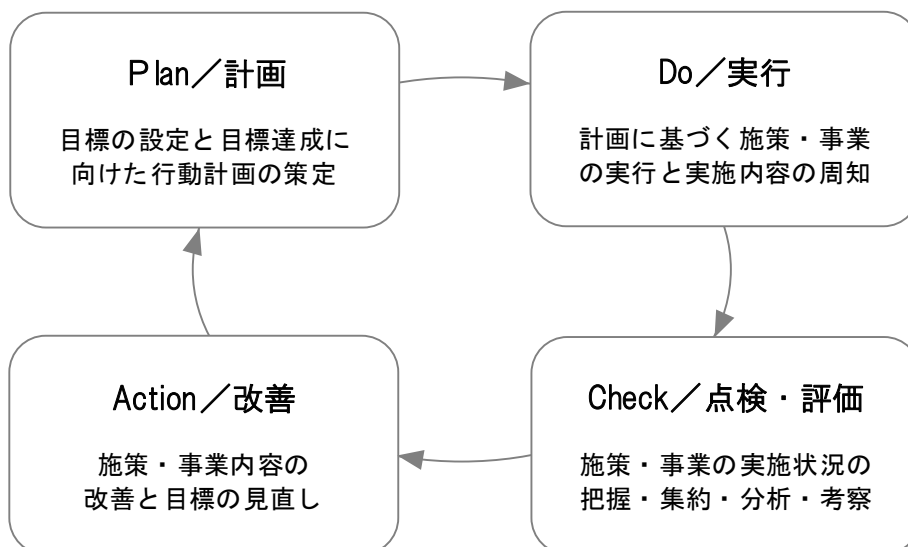 Plan／計画
目標の設定と目標達成に
向けた行動計画の策定
Do／実行
計画に基づく施策・事業
の実行と実施内容の周知
Check／点検・評価
施策・事業の実施状況の
把握・集約・分析・考察
Action／改善
施策・事業内容の
改善と目標の見直し